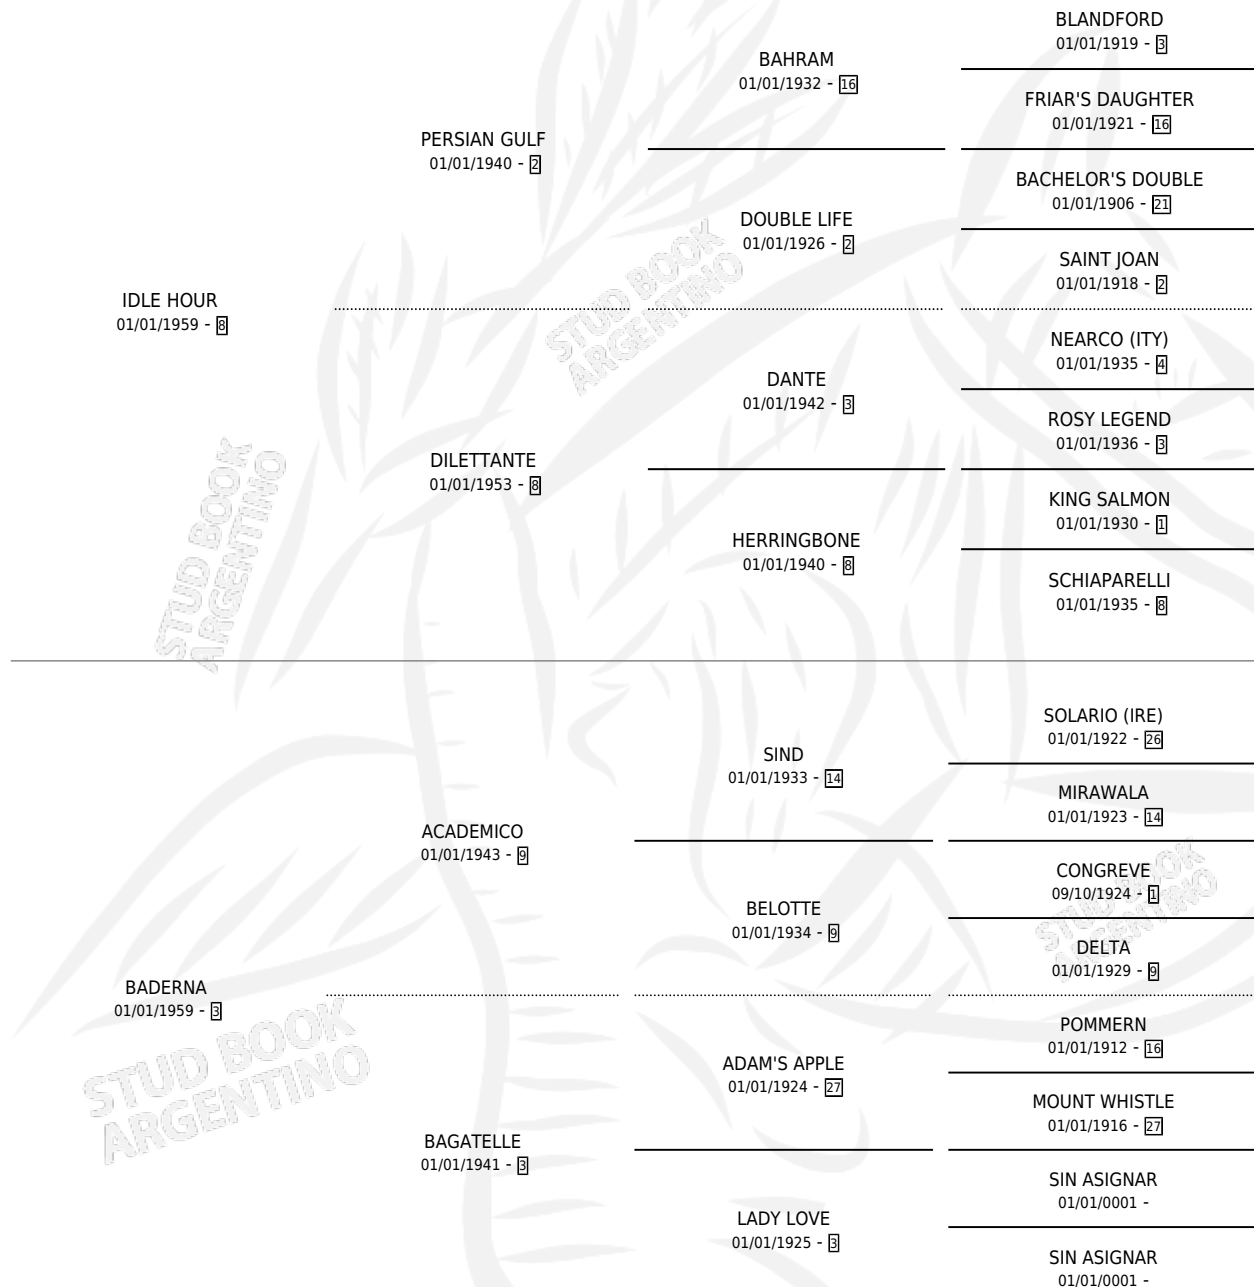 BLANDFORD
01/01/1919 - 3
BAHRAM
01/01/1932 - 16
FRIAR'S DAUGHTER
01/01/1921 - 16
PERSIAN GULF
01/01/1940 - 2
BACHELOR'S DOUBLE
01/01/1906 - 21
DOUBLE LIFE
01/01/1926 - 2
SAINT JOAN
01/01/1918 - 2
IDLE HOUR
01/01/1959 - 8
NEARCO (ITY)
01/01/1935 - 4
DANTE
01/01/1942 - 3
ROSY LEGEND
01/01/1936 - 3
DILETTANTE
01/01/1953 - 8
KING SALMON
01/01/1930 - 1
HERRINGBONE
01/01/1940 - 8
SCHIAPARELLI
01/01/1935 - 8
SOLARIO (IRE)
01/01/1922 - 26
SIND
01/01/1933 - 14
MIRAWALA
01/01/1923 - 14
ACADEMICO
01/01/1943 - 9
CONGREVE
09/10/1924 - 1
BELOTTE
01/01/1934 - 9
DELTA
01/01/1929 - 9
BADERNA
01/01/1959 - 3
POMMERN
01/01/1912 - 16
ADAM'S APPLE
01/01/1924 - 27
MOUNT WHISTLE
01/01/1916 - 27
BAGATELLE
01/01/1941 - 3
SIN ASIGNAR
01/01/0001 -
LADY LOVE
01/01/1925 - 3
SIN ASIGNAR
01/01/0001 -
STUD BOOK
ARGENTINO
STUD BOOK
ARGENTINO
STUD BOOK
ARGENTINO
STUD BOOK
ARGENTINO